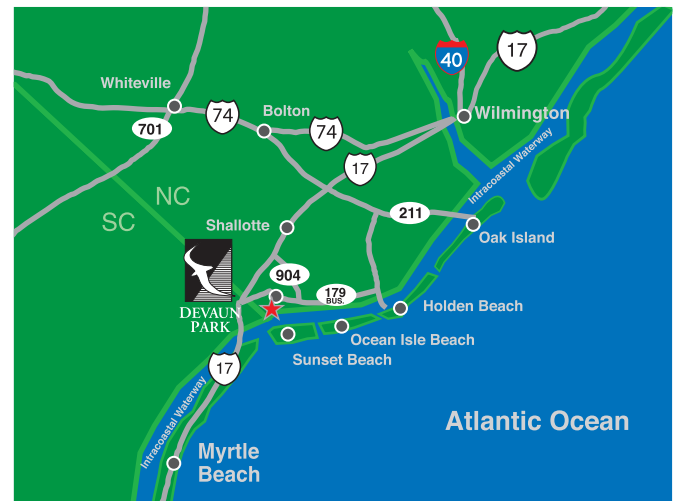 17
40
Whiteville
74
Bolton
Wilmington
701
74
17
Intracoastal Waterway
NC
SC
211
Shallotte
Oak Island
904
179
BUS.
DEVAUN
PARK
Holden Beach
Ocean Isle Beach
Sunset Beach
17
Intracoastal Waterway
Atlantic Ocean
Myrtle
Beach